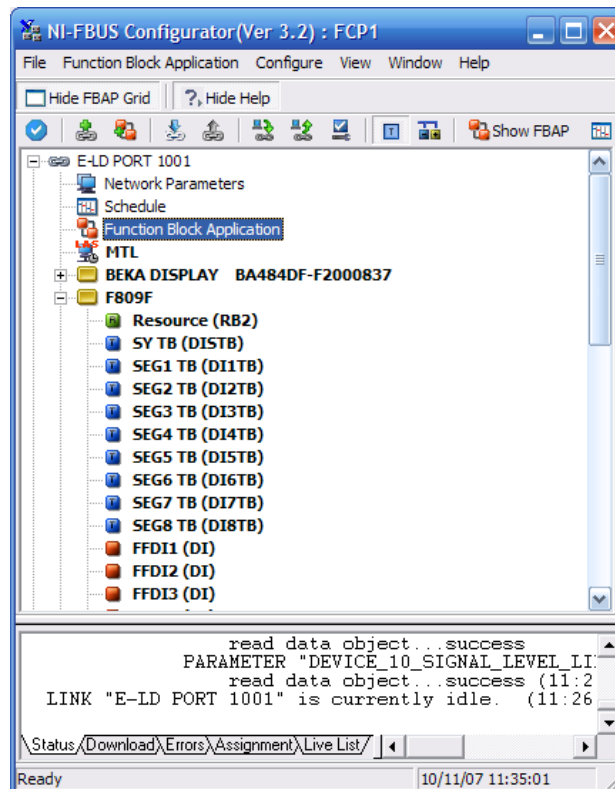 NI-FBUS Configurator(Ver 3.2) : FCP1
File Function Block Application Configure View Window Help
Hide FBAP Grid ? Hide Help
T Show FBAP
E-LD PORT 1001
Network Parameters
Schedule
Function Block Application
LAS MTL
BEKA DISPLAY BA484DF-F2000837
F809F
Resource (RB2)
SY TB (DISTB)
SEG1 TB (DI1TB)
SEG2 TB (DI2TB)
SEG3 TB (DI3TB)
SEG4 TB (DI4TB)
SEG5 TB (DI5TB)
SEG6 TB (DI6TB)
SEG7 TB (DI7TB)
SEG8 TB (DI8TB)
FFDI1 (DI)
FFDI2 (DI)
FFDI3 (DI)
read data object...success
PARAMETER "DEVICE_10_SIGNAL_LEVEL_LI
read data object...success (11:2
LINK "E-LD PORT 1001" is currently idle. (11:26
Status Download Errors Assignment Live List
Ready 10/11/07 11:35:01